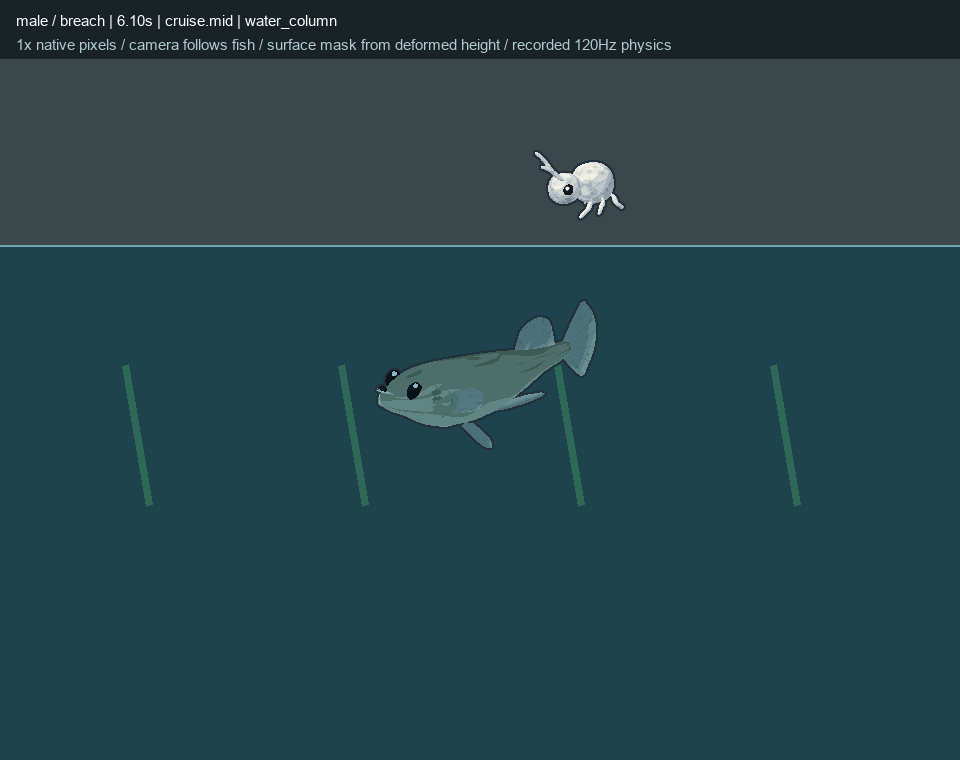 male / breach | 6.10s | cruise.mid | water_column
1x native pixels / camera follows fish / surface mask from deformed height / recorded 120Hz physics